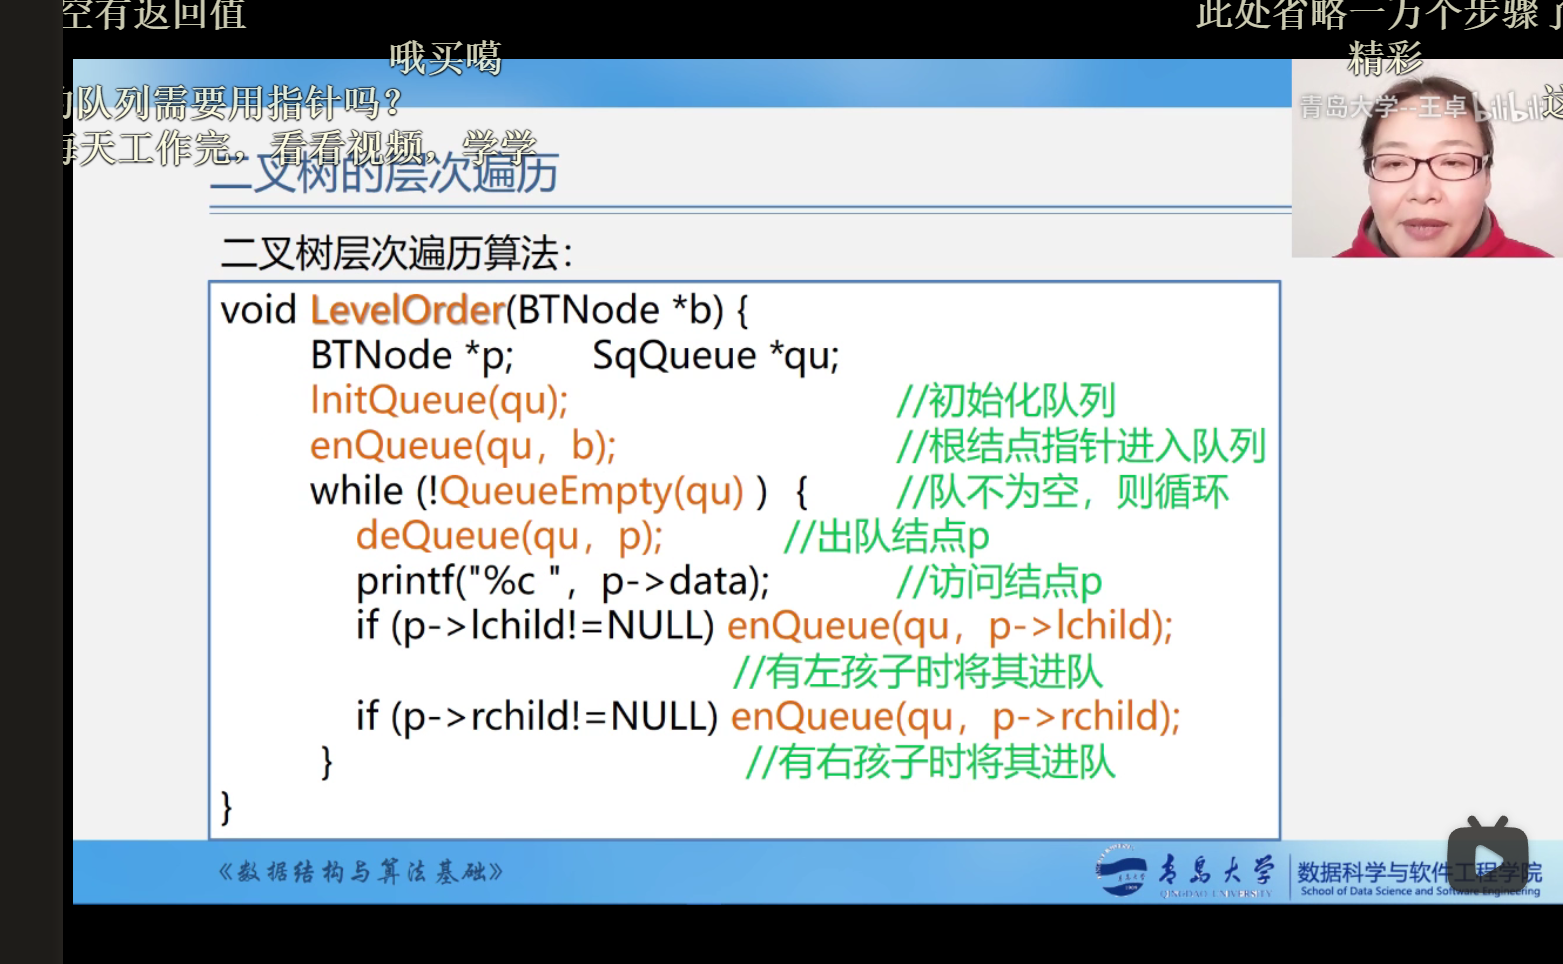 空有返回值
此处省略一万个步骤了
哦买噶
精彩
的队列需要用指针吗？
青岛大学--王卓 bilibili
这
每天工作完，看看视频，学学
二叉树的层次遍历
二叉树层次遍历算法：
void LevelOrder(BTNode *b) {
BTNode *p; SqQueue *qu;
InitQueue(qu); //初始化队列
enQueue(qu, b); //根结点指针进入队列
while (!QueueEmpty(qu) ) { //队不为空，则循环
deQueue(qu, p); //出队结点p
printf("%c ", p->data); //访问结点p
if (p->lchild!=NULL) enQueue(qu, p->lchild);
//有左孩子时将其进队
if (p->rchild!=NULL) enQueue(qu, p->rchild);
} //有右孩子时将其进队
}
《数据结构与算法基础》
青岛大学
QINGDAO UNIVERSITY
数据科学与软件工程学院
School of Data Science and Software Engineering